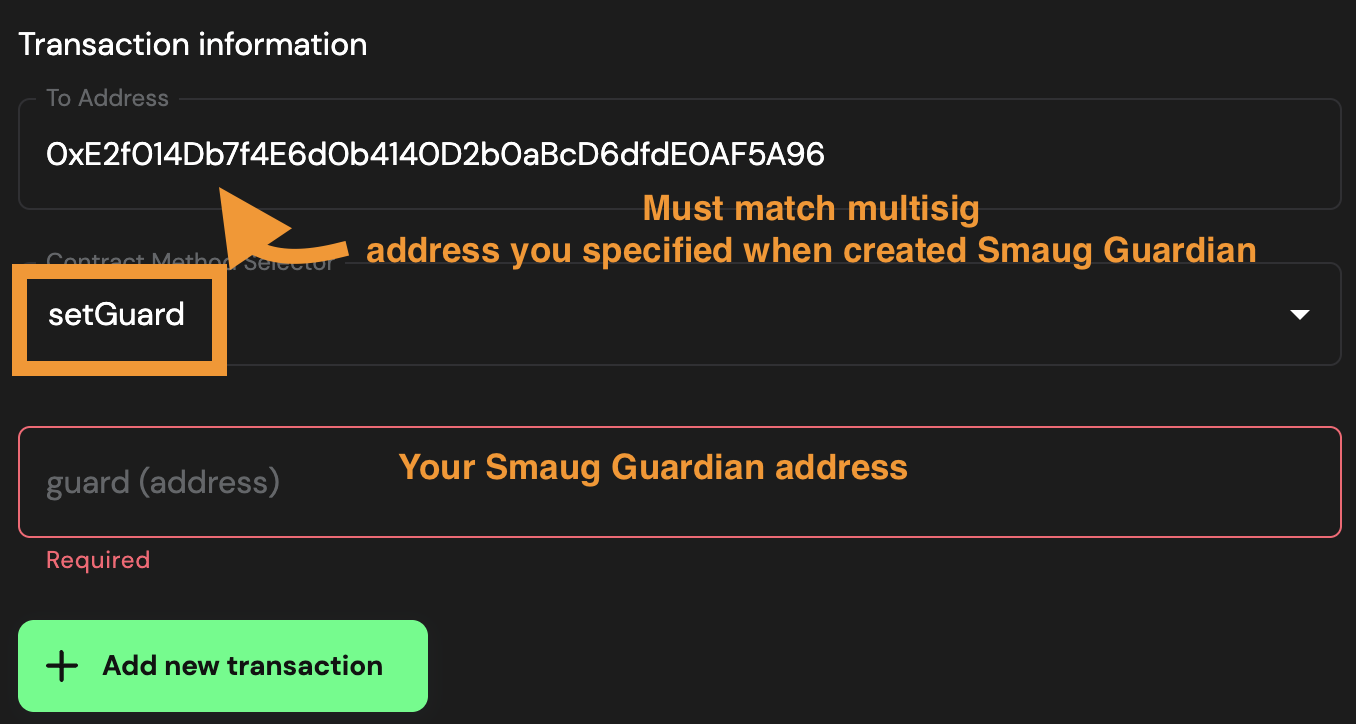 Transaction information
To Address
0xE2f014Db7f4E6d0b4140D2b0aBcD6dfdE0AF5A96
Must match multisig
address you specified when created Smaug Guardian
Contract Method Selector
setGuard
guard (address)
Your Smaug Guardian address
Required
Add new transaction